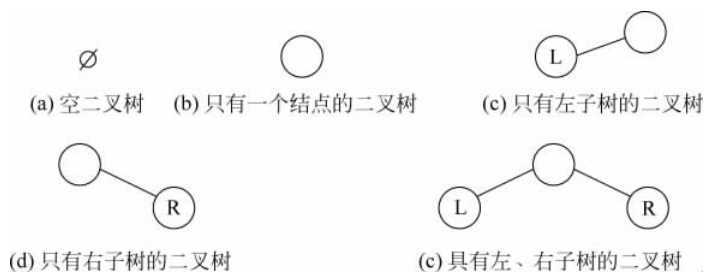 ∅
L
(a) 空二叉树
(b) 只有一个结点的二叉树
(c) 只有左子树的二叉树
R
L
R
(d) 只有右子树的二叉树
(e) 具有左、右子树的二叉树